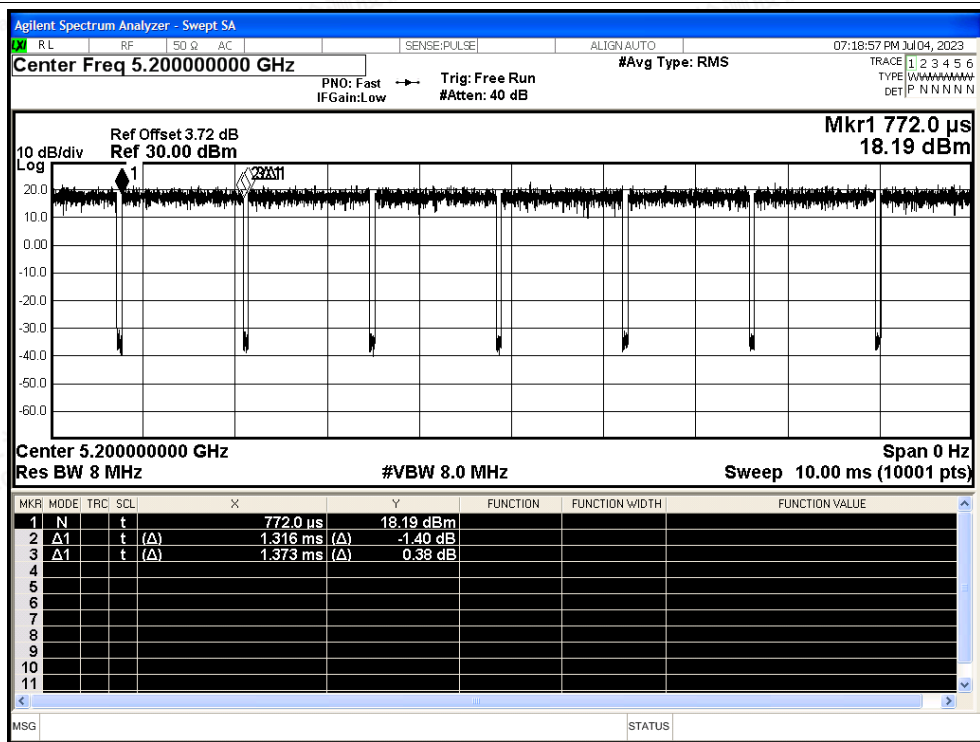 Agilent Spectrum Analyzer - Swept SA
LXI RL RF 50 Ω AC SENSE:PULSE ALIGN AUTO 07:18:57 PM Jul 04, 2023
Center Freq 5.200000000 GHz #Avg Type: RMS TRACE 1 2 3 4 5 6
PNO: Fast Trig: Free Run TYPE
IFGain:Low #Atten: 40 dB DET P N N N N N
Ref Offset 3.72 dB Mkr1 772.0 µs
10 dB/div Ref 30.00 dBm 18.19 dBm
Log
1
20.0
10.0
0.00
-10.0
-20.0
-30.0
-40.0
-50.0
-60.0
Center 5.200000000 GHz Span 0 Hz
Res BW 8 MHz #VBW 8.0 MHz Sweep 10.00 ms (10001 pts)
MKR MODE TRC SCL X Y FUNCTION FUNCTION WIDTH FUNCTION VALUE
1 N t 772.0 µs 18.19 dBm
2 Δ1 t (Δ) 1.316 ms (Δ) -1.40 dB
3 Δ1 t (Δ) 1.373 ms (Δ) 0.38 dB
4
5
6
7
8
9
10
11
MSG STATUS